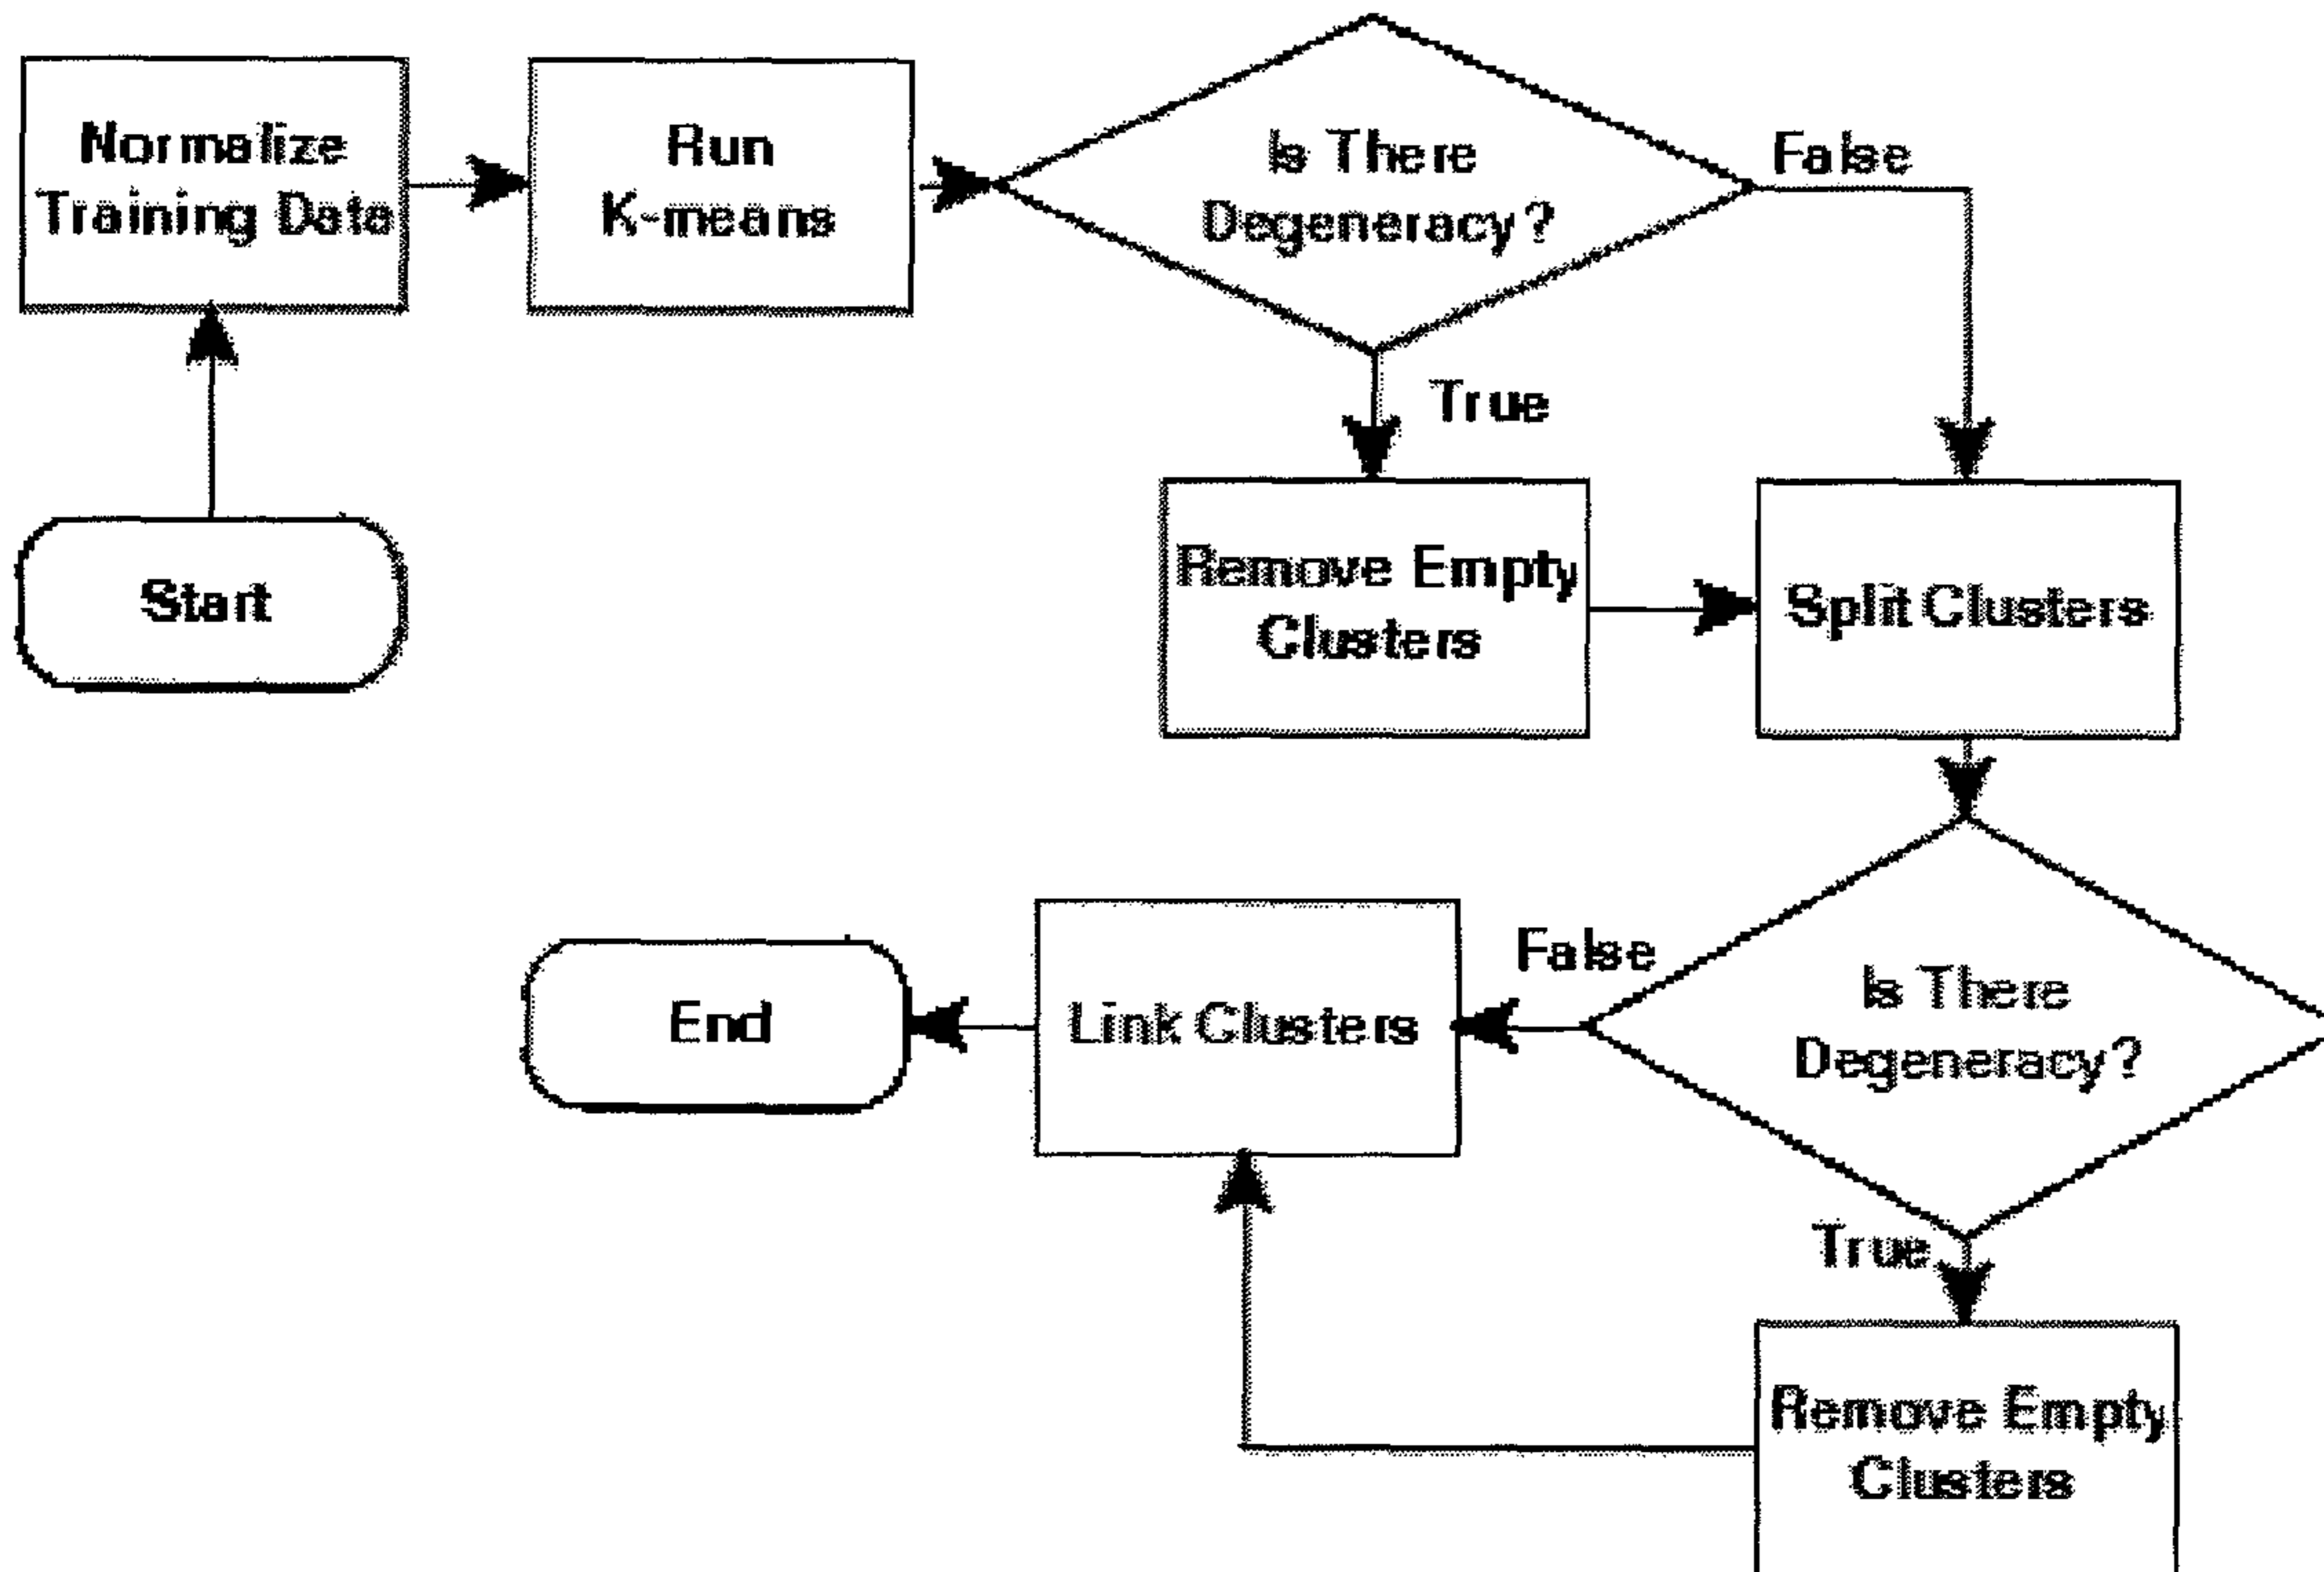 Normalize
Training Data
Run
K-means
Is There
Degeneracy?
False
True
Start
Remove Empty
Clusters
Split Clusters
End
Link Clusters
False
Is There
Degeneracy?
True
Remove Empty
Clusters